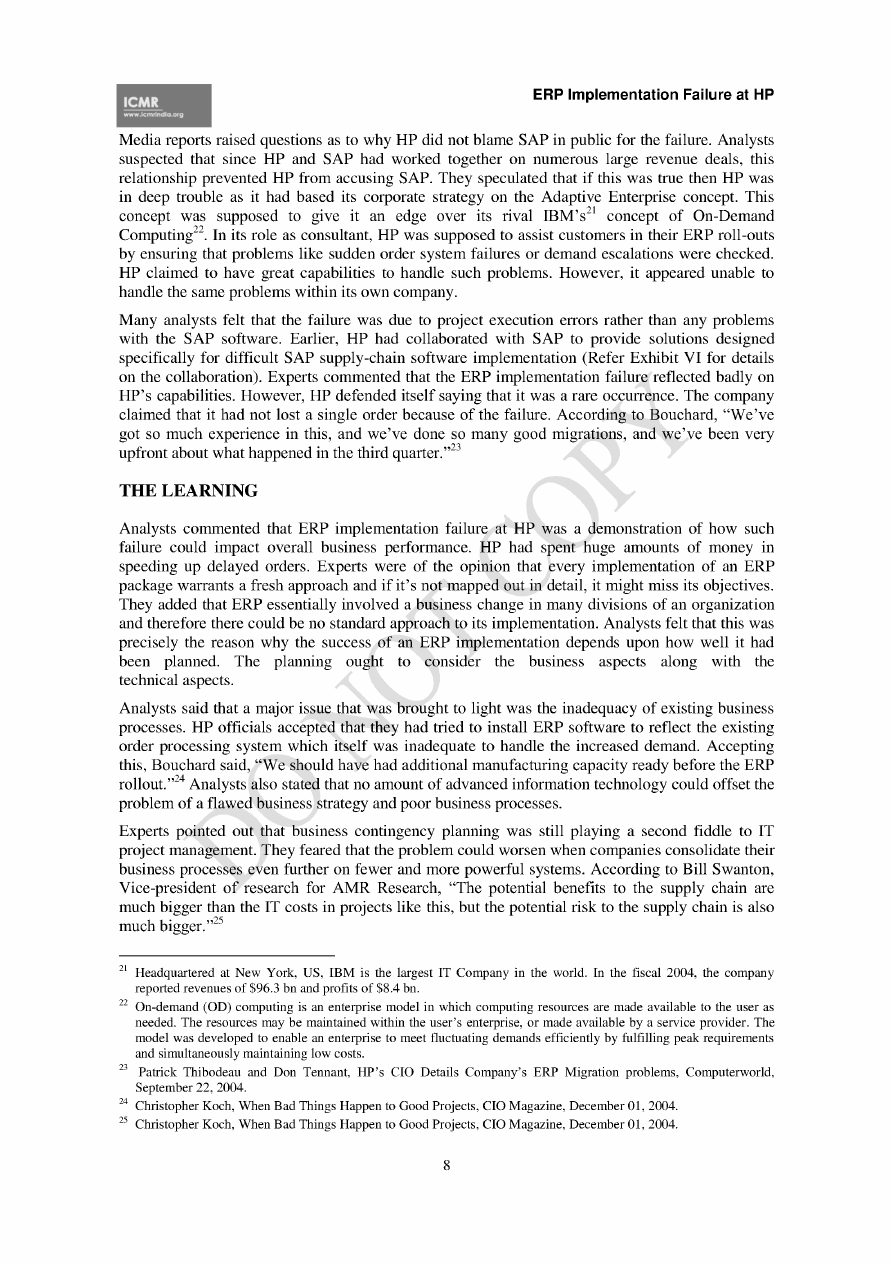 ICMR
www.icmrindia.org
ERP Implementation Failure at HP
Media reports raised questions as to why HP did not blame SAP in public for the failure. Analysts
suspected that since HP and SAP had worked together on numerous large revenue deals, this
relationship prevented HP from accusing SAP. They speculated that if this was true then HP was
in deep trouble as it had based its corporate strategy on the Adaptive Enterprise concept. This
concept was supposed to give it an edge over its rival IBM’s21 concept of On-Demand
Computing22. In its role as consultant, HP was supposed to assist customers in their ERP roll-outs
by ensuring that problems like sudden order system failures or demand escalations were checked.
HP claimed to have great capabilities to handle such problems. However, it appeared unable to
handle the same problems within its own company.
Many analysts felt that the failure was due to project execution errors rather than any problems
with the SAP software. Earlier, HP had collaborated with SAP to provide solutions designed
specifically for difficult SAP supply-chain software implementation (Refer Exhibit VI for details
on the collaboration). Experts commented that the ERP implementation failure reflected badly on
HP’s capabilities. However, HP defended itself saying that it was a rare occurrence. The company
claimed that it had not lost a single order because of the failure. According to Bouchard, “We’ve
got so much experience in this, and we’ve done so many good migrations, and we’ve been very
upfront about what happened in the third quarter.”23
THE LEARNING
Analysts commented that ERP implementation failure at HP was a demonstration of how such
failure could impact overall business performance. HP had spent huge amounts of money in
speeding up delayed orders. Experts were of the opinion that every implementation of an ERP
package warrants a fresh approach and if it’s not mapped out in detail, it might miss its objectives.
They added that ERP essentially involved a business change in many divisions of an organization
and therefore there could be no standard approach to its implementation. Analysts felt that this was
precisely the reason why the success of an ERP implementation depends upon how well it had
been planned. The planning ought to consider the business aspects along with the
technical aspects.
Analysts said that a major issue that was brought to light was the inadequacy of existing business
processes. HP officials accepted that they had tried to install ERP software to reflect the existing
order processing system which itself was inadequate to handle the increased demand. Accepting
this, Bouchard said, “We should have had additional manufacturing capacity ready before the ERP
rollout.”24 Analysts also stated that no amount of advanced information technology could offset the
problem of a flawed business strategy and poor business processes.
Experts pointed out that business contingency planning was still playing a second fiddle to IT
project management. They feared that the problem could worsen when companies consolidate their
business processes even further on fewer and more powerful systems. According to Bill Swanton,
Vice-president of research for AMR Research, “The potential benefits to the supply chain are
much bigger than the IT costs in projects like this, but the potential risk to the supply chain is also
much bigger.”25
DO NOT COPY
21 Headquartered at New York, US, IBM is the largest IT Company in the world. In the fiscal 2004, the company
reported revenues of $96.3 bn and profits of $8.4 bn.
22 On-demand (OD) computing is an enterprise model in which computing resources are made available to the user as
needed. The resources may be maintained within the user’s enterprise, or made available by a service provider. The
model was developed to enable an enterprise to meet fluctuating demands efficiently by fulfilling peak requirements
and simultaneously maintaining low costs.
23 Patrick Thibodeau and Don Tennant, HP’s CIO Details Company’s ERP Migration problems, Computerworld,
September 22, 2004.
24 Christopher Koch, When Bad Things Happen to Good Projects, CIO Magazine, December 01, 2004.
25 Christopher Koch, When Bad Things Happen to Good Projects, CIO Magazine, December 01, 2004.
8